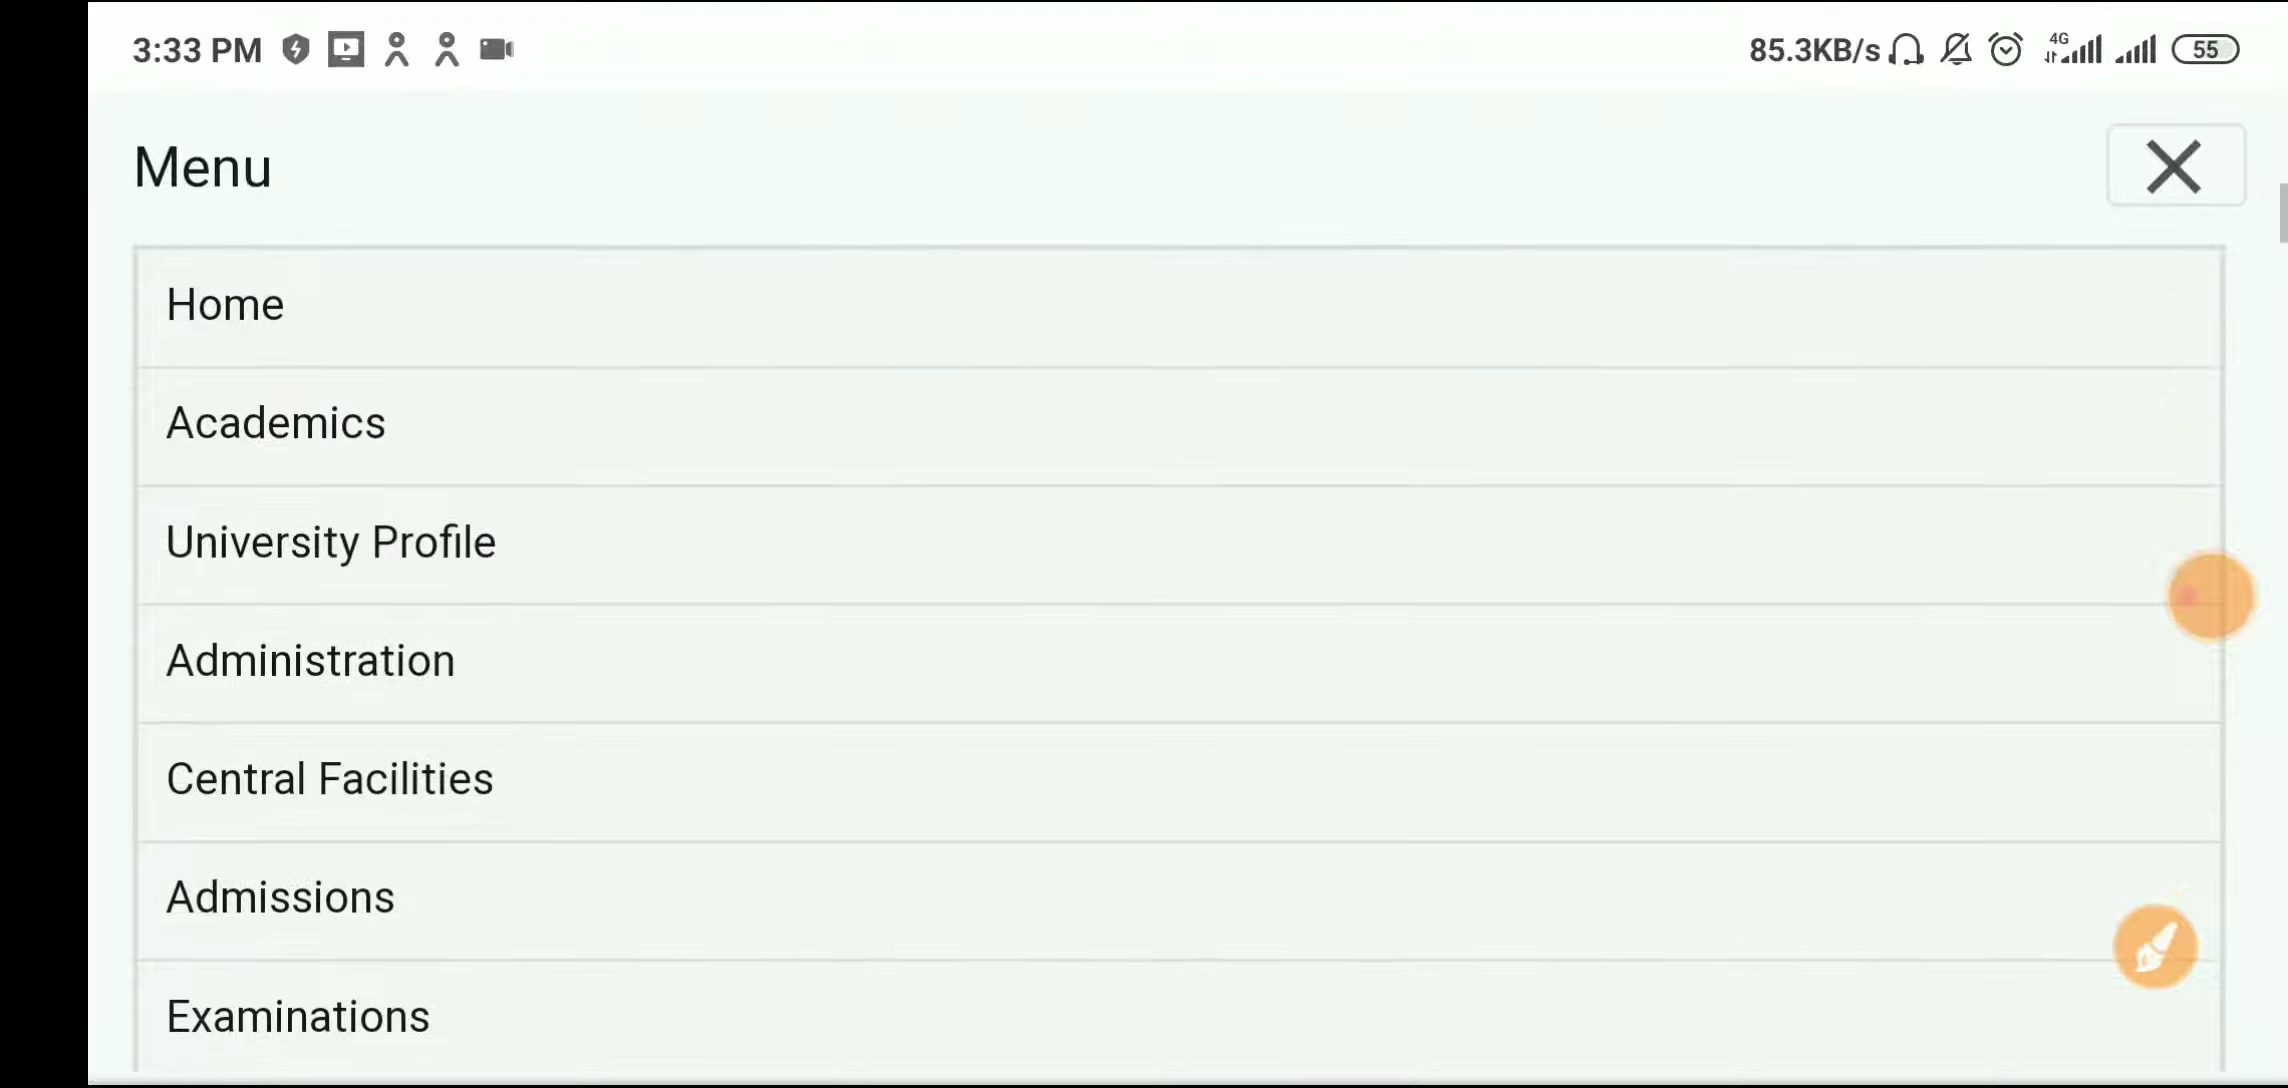 3:33 PM 85.3KB/s 4G 55
Menu
Home
Academics
University Profile
Administration
Central Facilities
Admissions
Examinations